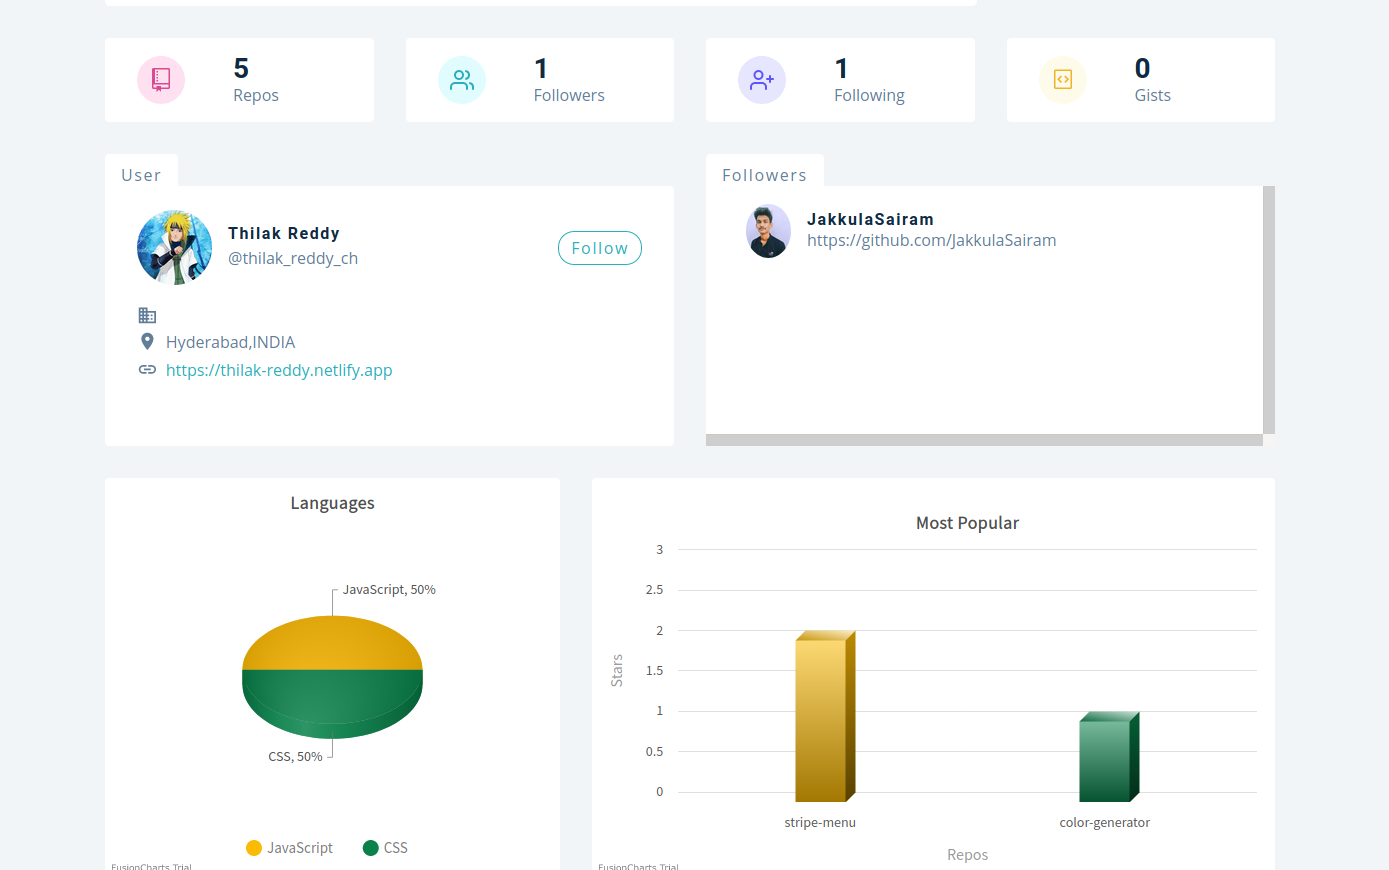 5
Repos
1
Followers
1
Following
0
Gists
User
Thilak Reddy
@thilak_reddy_ch
Follow
Hyderabad,INDIA
https://thilak-reddy.netlify.app
Followers
JakkulaSairam
https://github.com/JakkulaSairam
Languages
JavaScript, 50%
CSS, 50%
JavaScript
CSS
FusionCharts Trial
Most Popular
3
2.5
2
1.5
1
0.5
0
Stars
stripe-menu
color-generator
Repos
FusionCharts Trial